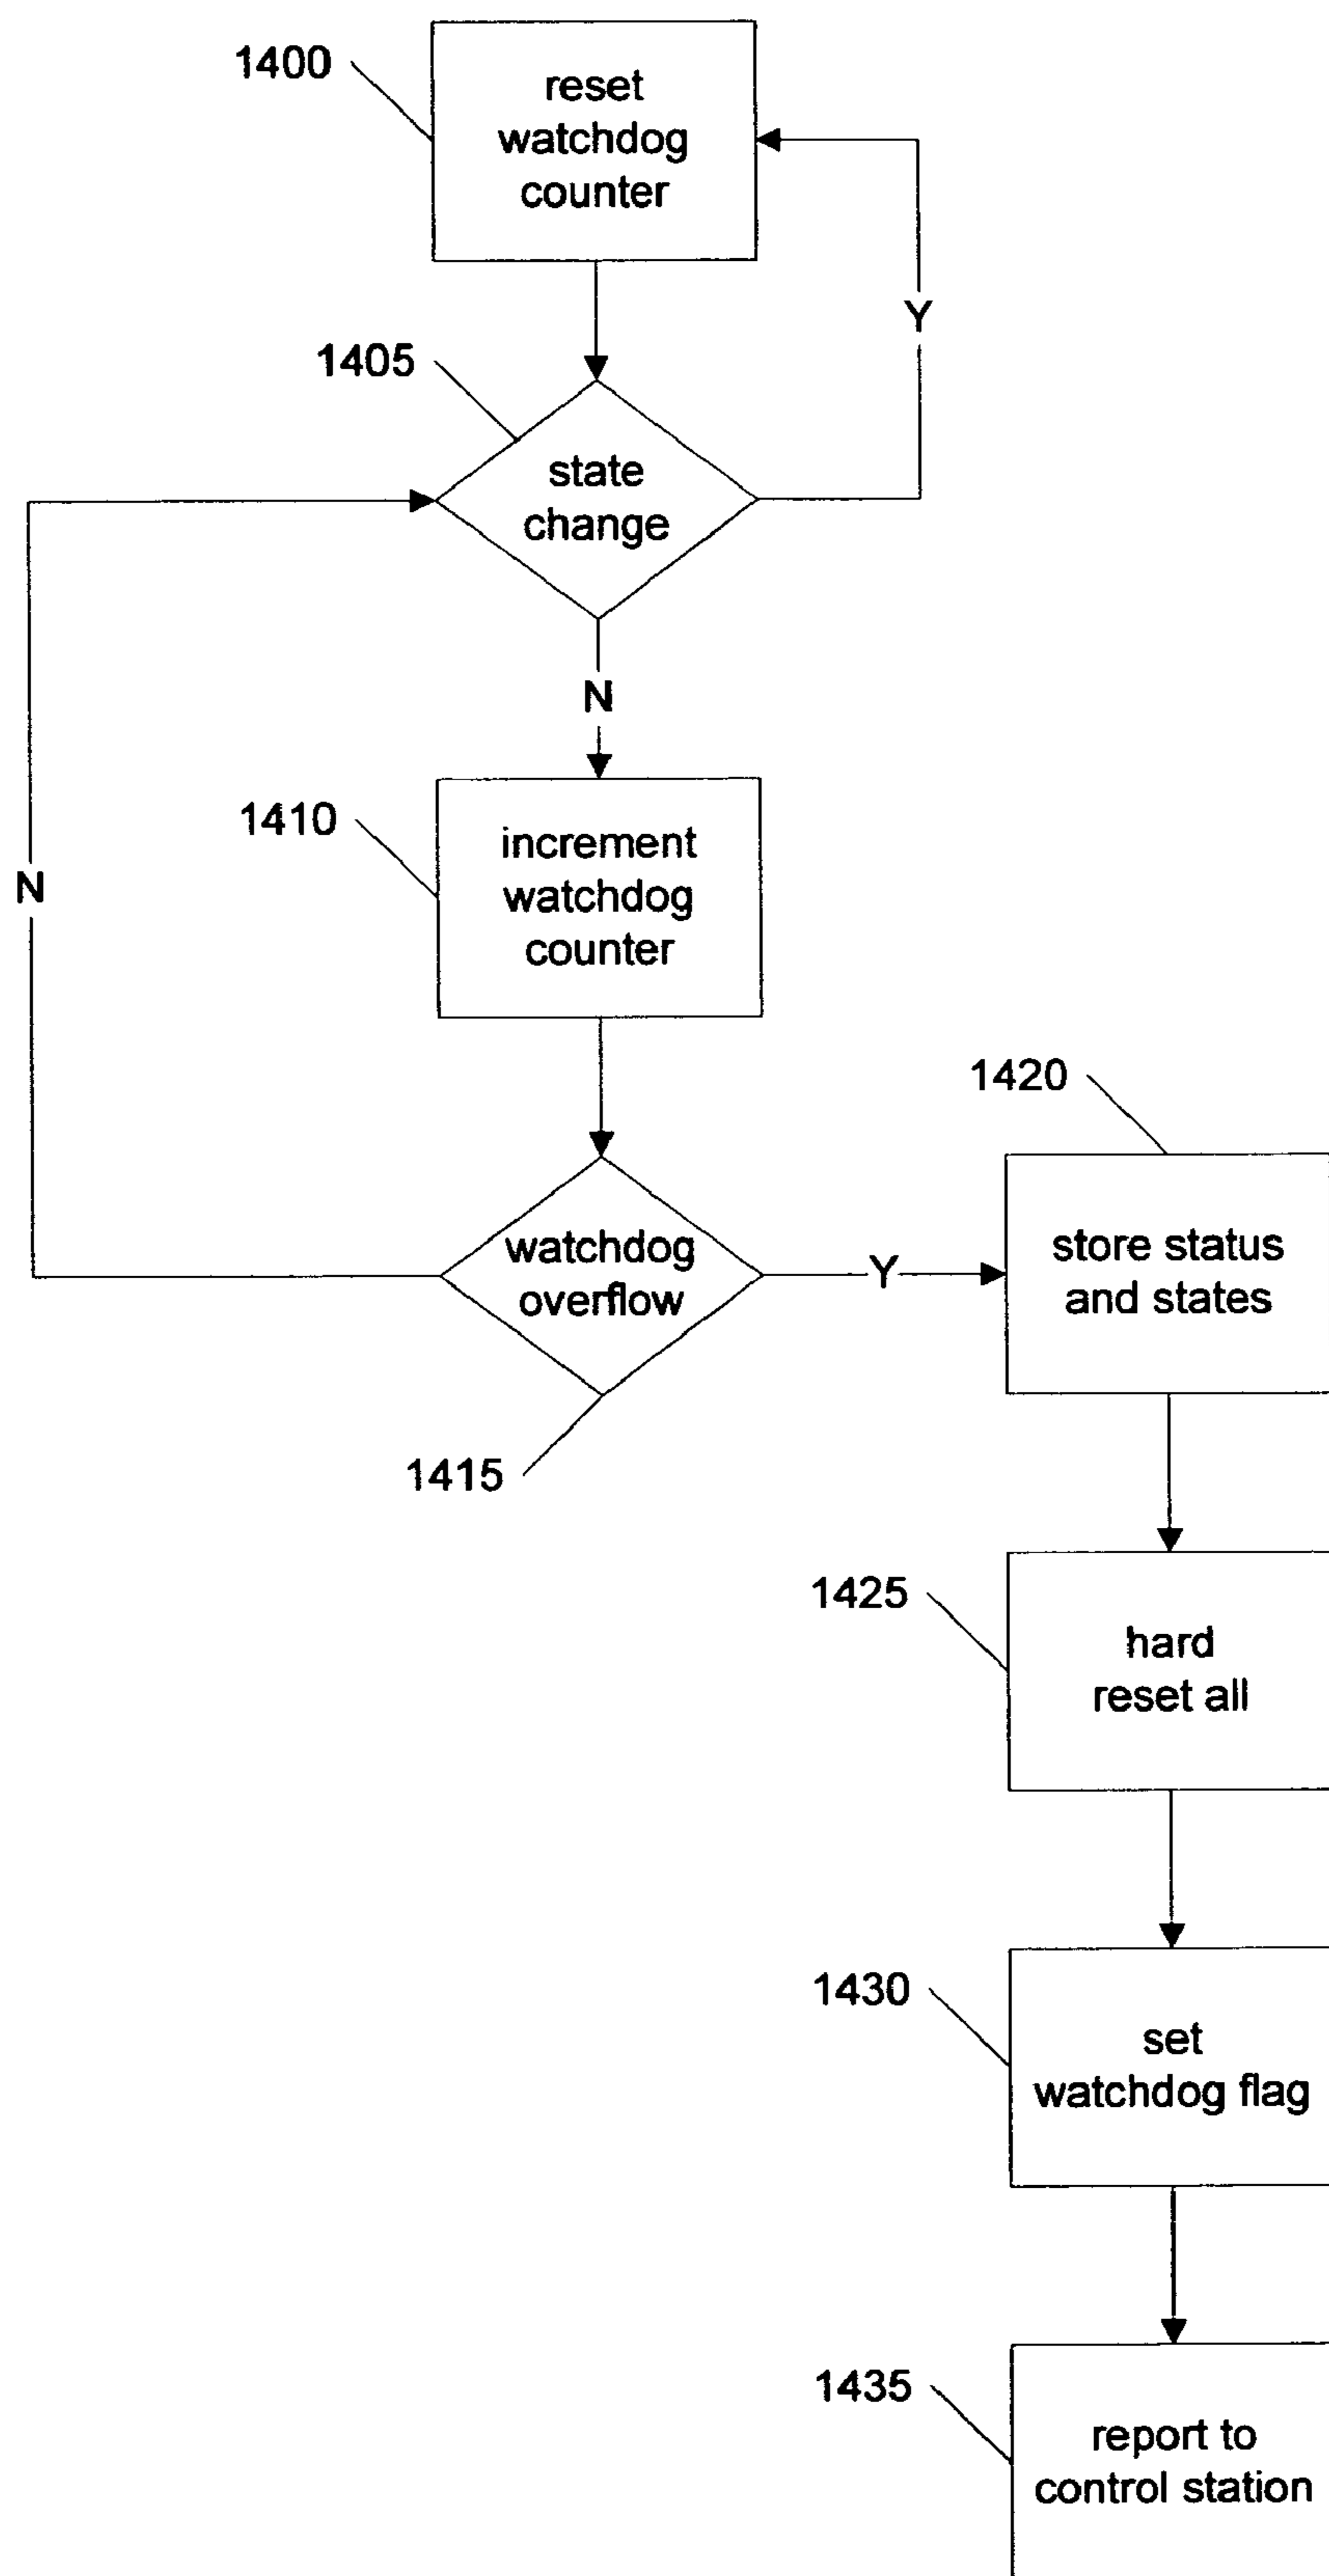 1400
reset
watchdog
counter
Y
1405
state
change
N
1410
increment
watchdog
counter
N
1420
watchdog
overflow
Y
store status
and states
1415
1425
hard
reset all
1430
set
watchdog flag
1435
report to
control station